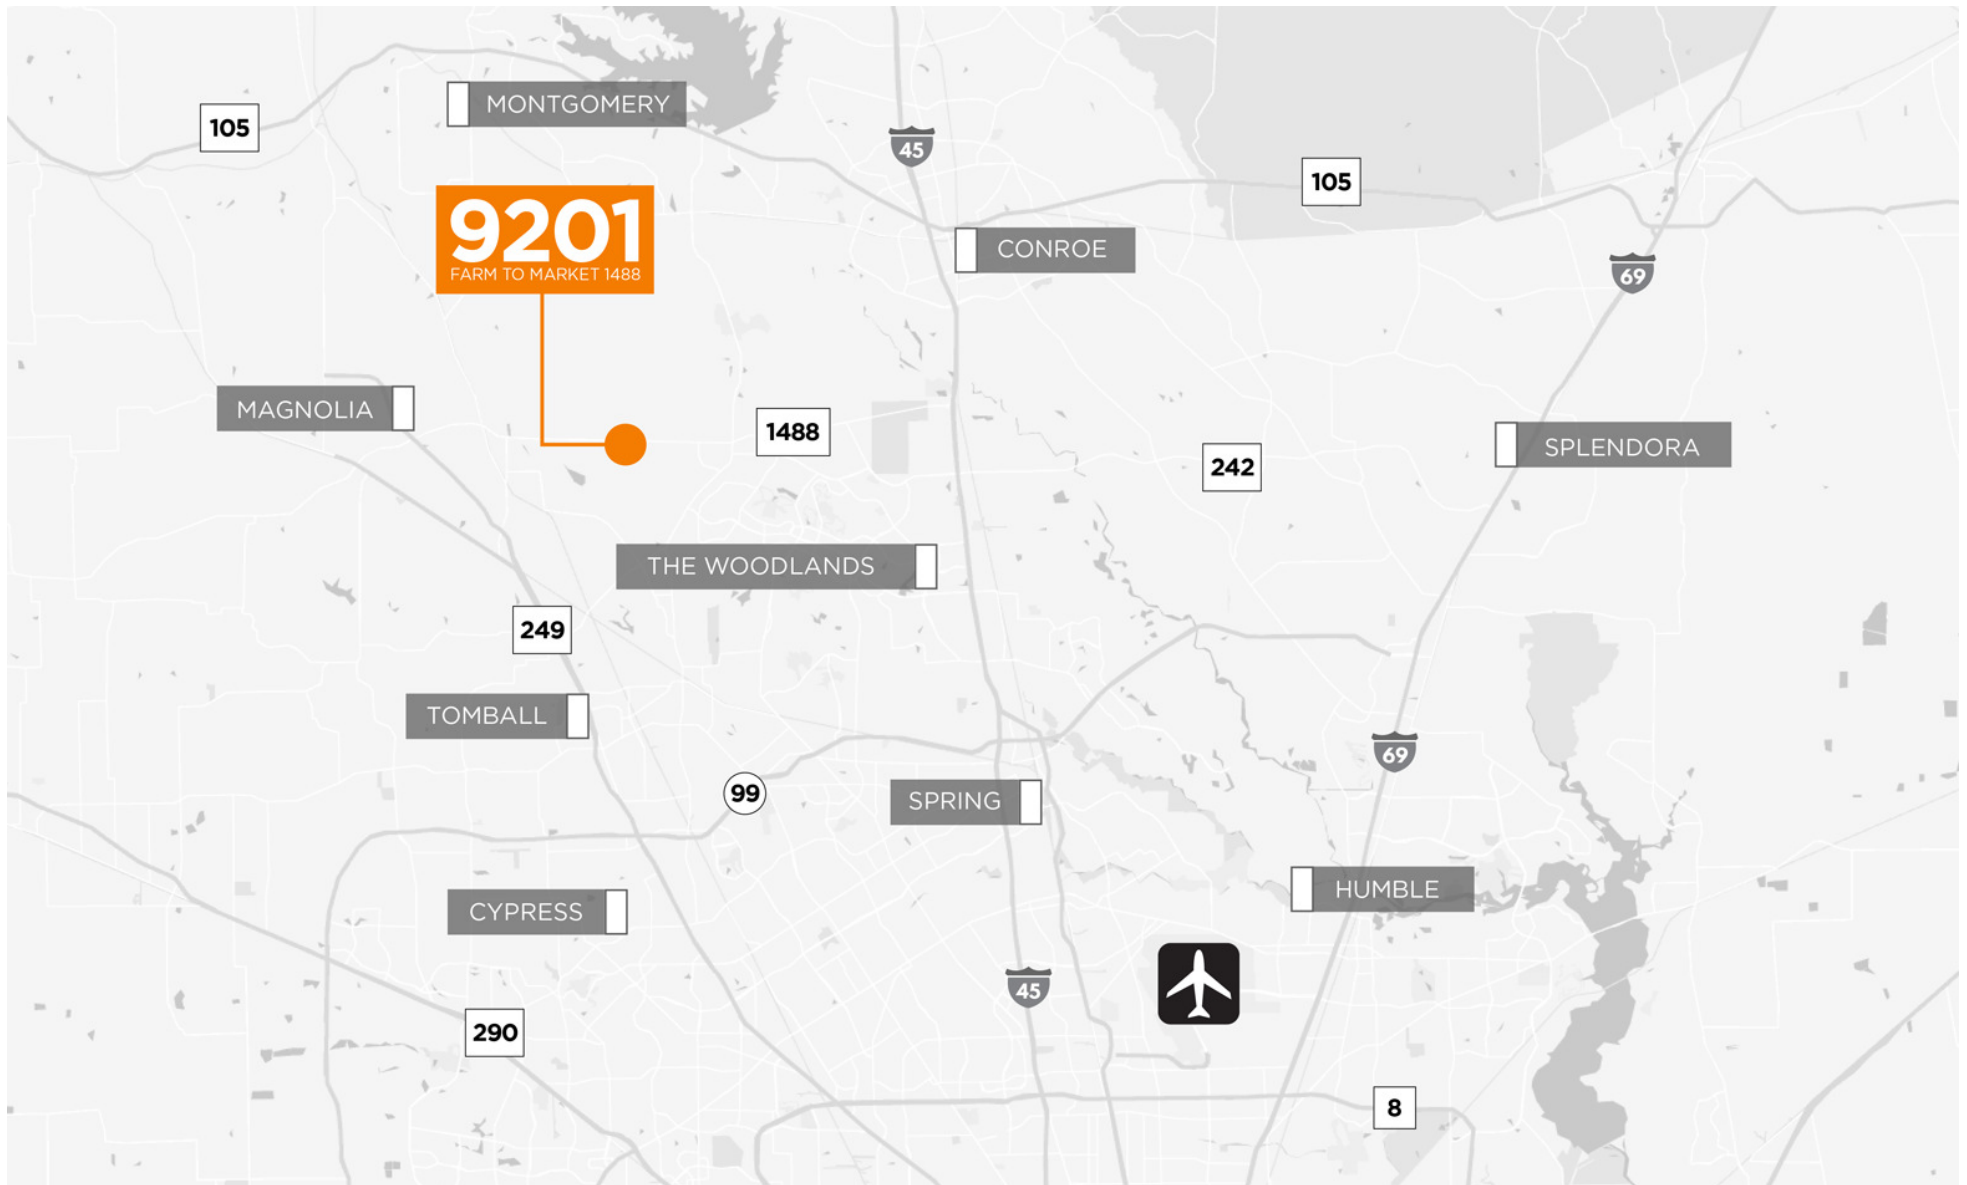 MONTGOMERY
105
45
105
9201
FARM TO MARKET 1488
CONROE
69
MAGNOLIA
1488
SPLENDORA
242
THE WOODLANDS
249
TOMBALL
69
99
SPRING
HUMBLE
CYPRESS
45
290
8